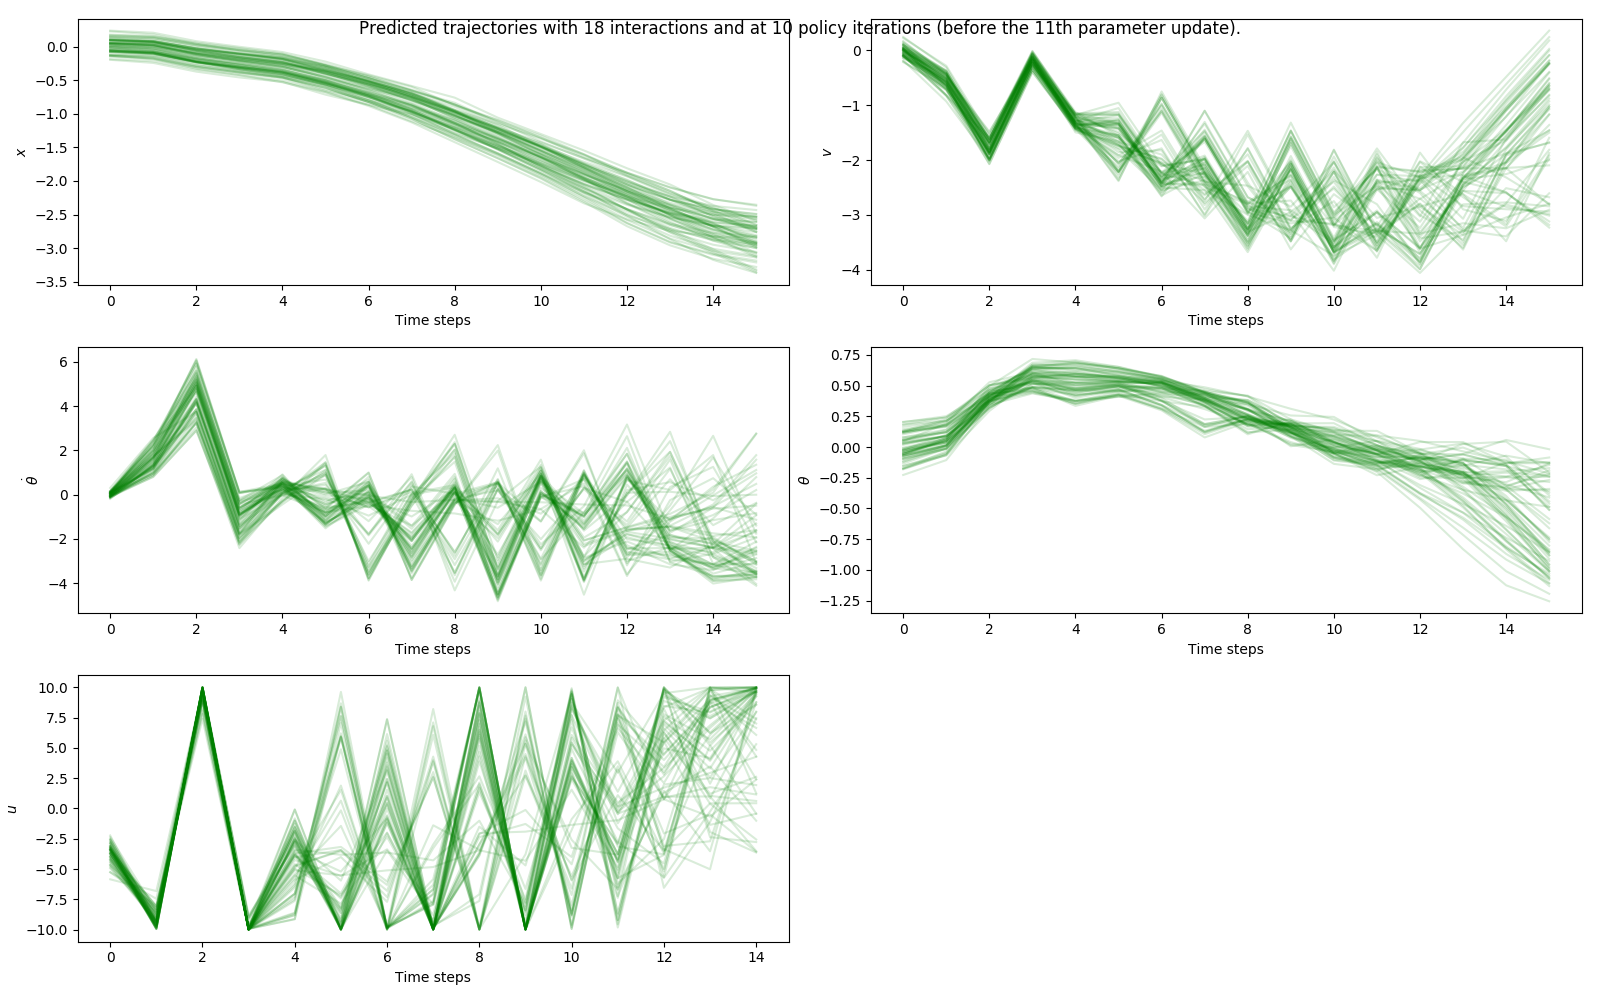 Predicted trajectories with 18 interactions and at 10 policy iterations (before the 11th parameter update).
0.0
−0.5
−1.0
−1.5
−2.0
−2.5
−3.0
−3.5
x
0 2 4 6 8 10 12 14
Time steps
0
−1
−2
−3
−4
v
0 2 4 6 8 10 12 14
Time steps
6
4
2
0
−2
−4
θ̇
0 2 4 6 8 10 12 14
Time steps
0.75
0.50
0.25
0.00
−0.25
−0.50
−0.75
−1.00
−1.25
θ
0 2 4 6 8 10 12 14
Time steps
10.0
7.5
5.0
2.5
0.0
−2.5
−5.0
−7.5
−10.0
u
0 2 4 6 8 10 12 14
Time steps